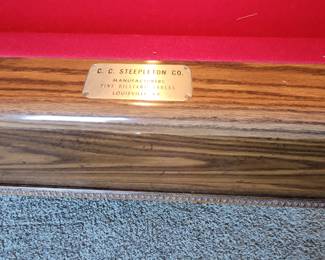 C. C. STEEPLETON CO.
MANUFACTURERS
FINE BILLIARD TABLES
LOUISVILLE, KY.